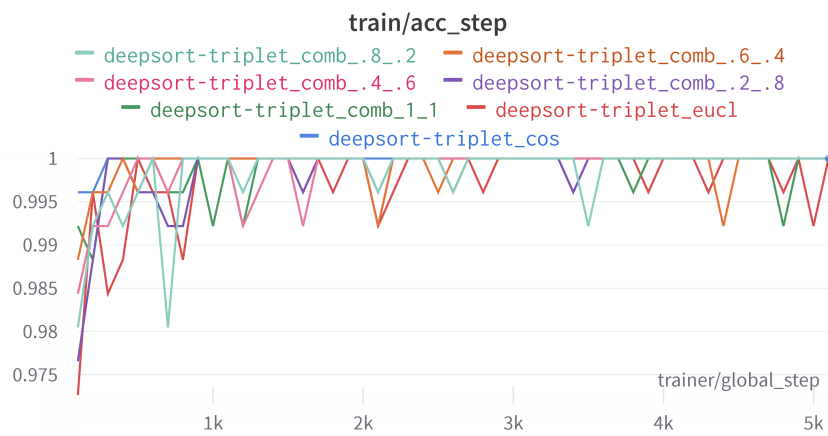 train/acc_step
deepsort-triplet_comb_.8_.2 deepsort-triplet_comb_.6_.4
deepsort-triplet_comb_.4_.6 deepsort-triplet_comb_.2_.8
deepsort-triplet_comb_1_1 deepsort-triplet_eucl
deepsort-triplet_cos
1
0.995
0.99
0.985
0.98
0.975
trainer/global_step
1k 2k 3k 4k 5k